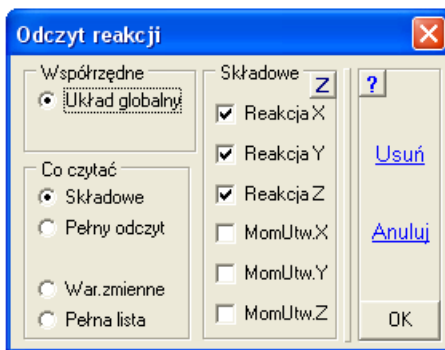 Odczyt reakcji
Współrzędne
Układ globalny
Co czytać
Składowe
Pełny odczyt
War.zmienne
Pełna lista
Składowe
Z
Reakcja X
Reakcja Y
Reakcja Z
MomUtw.X
MomUtw.Y
MomUtw.Z
?
Usuń
Anuluj
OK